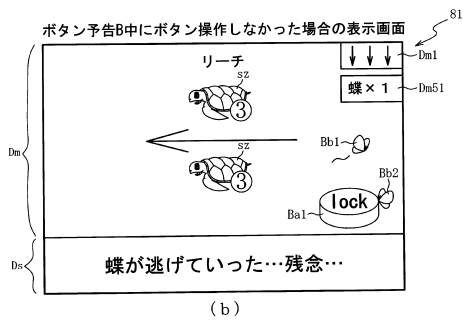 ボタン予告B中にボタン操作しなかった場合の表示画面
81
リーチ
sz
Dm1
3
蝶×1
Dm51
Dm
sz
Bb1
3
Bb2
lock
Ba1
Ds
蝶が逃げていった…残念…
(b)